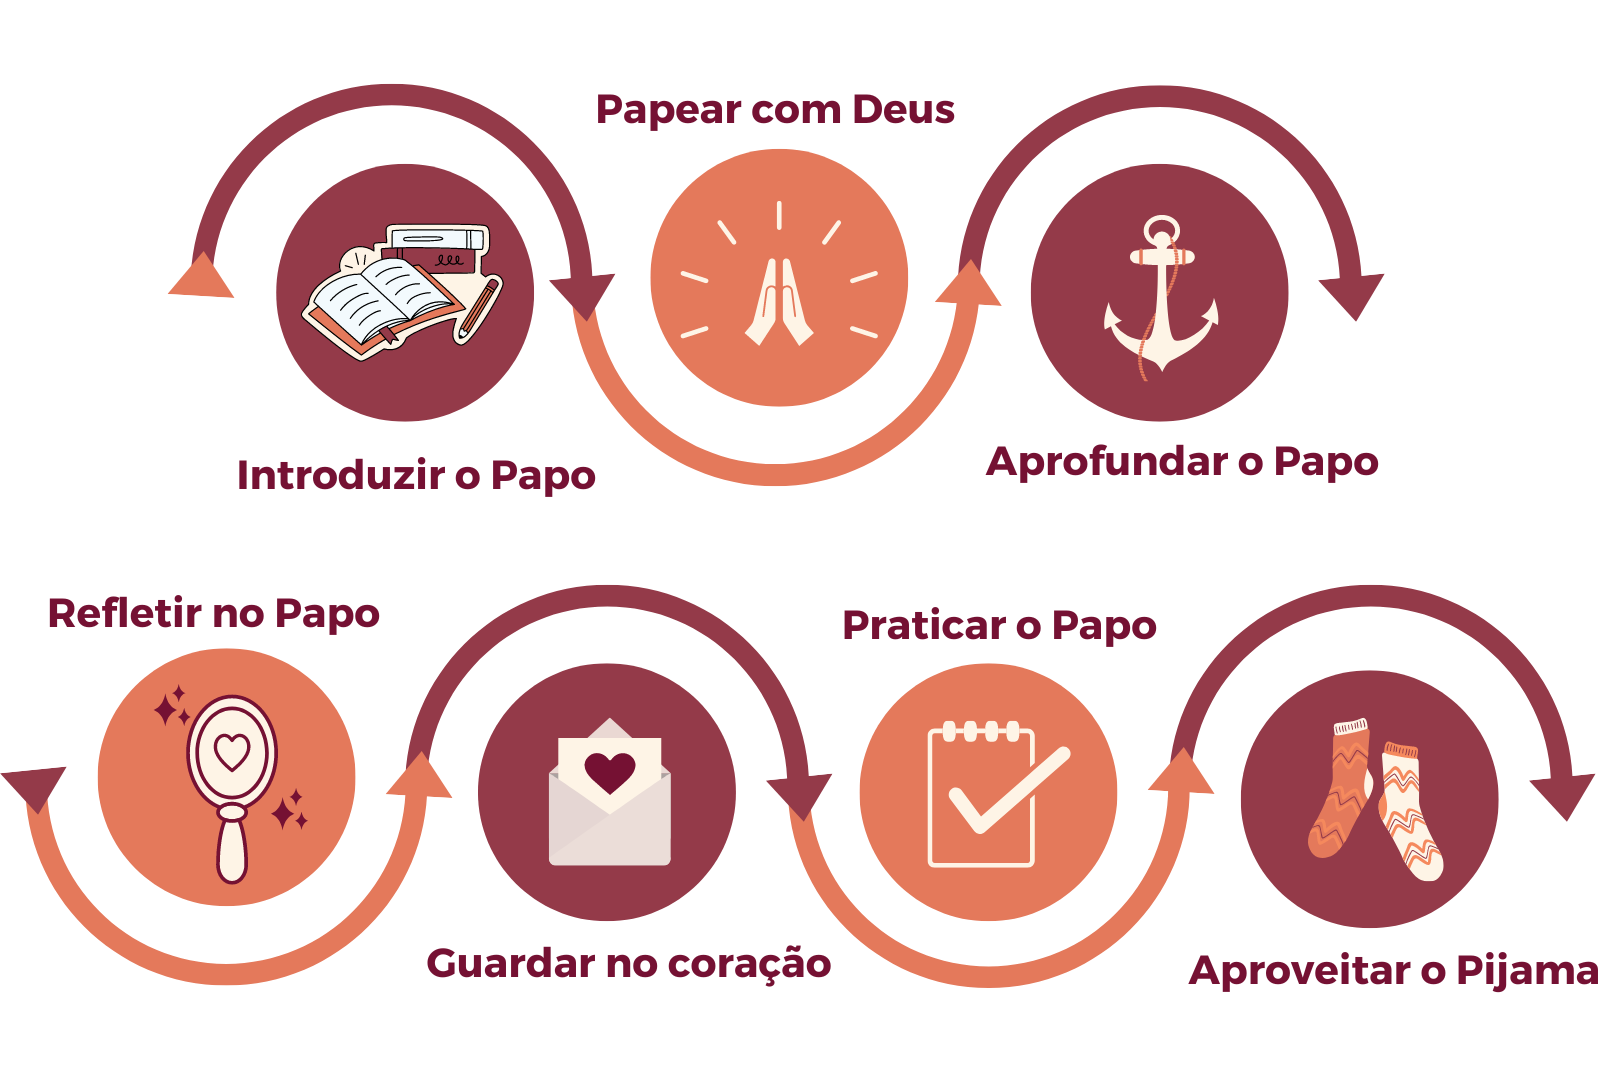 Papear com Deus
Introduzir o Papo
Aprofundar o Papo
Refletir no Papo
Praticar o Papo
Guardar no coração
Aproveitar o Pijama